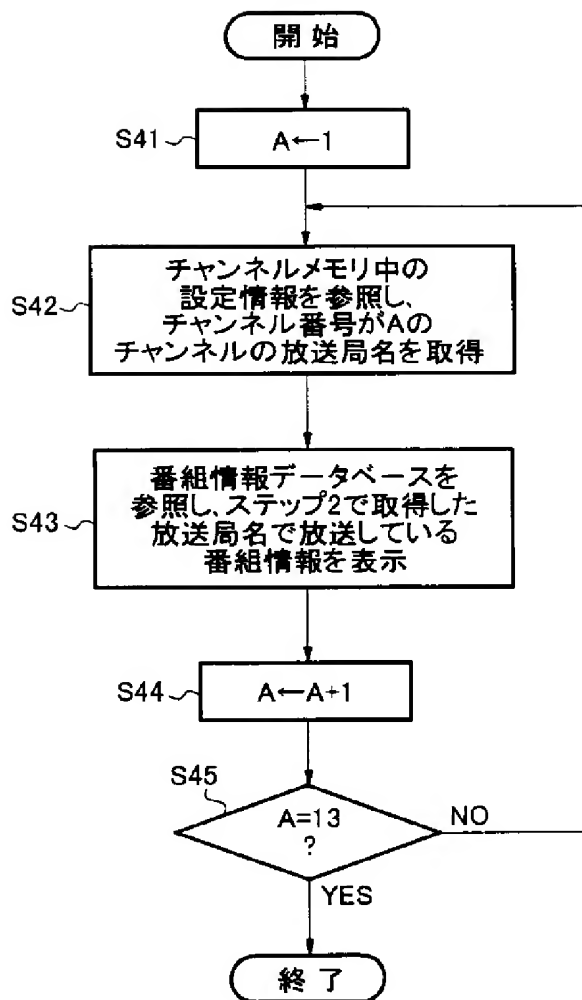 開始
S41
A←1
S42
チャンネルメモリ中の
設定情報を参照し、
チャンネル番号がAの
チャンネルの放送局名を取得
S43
番組情報データベースを
参照し、ステップ2で取得した
放送局名で放送している
番組情報を表示
S44
A←A+1
S45
A=13
?
NO
YES
終了